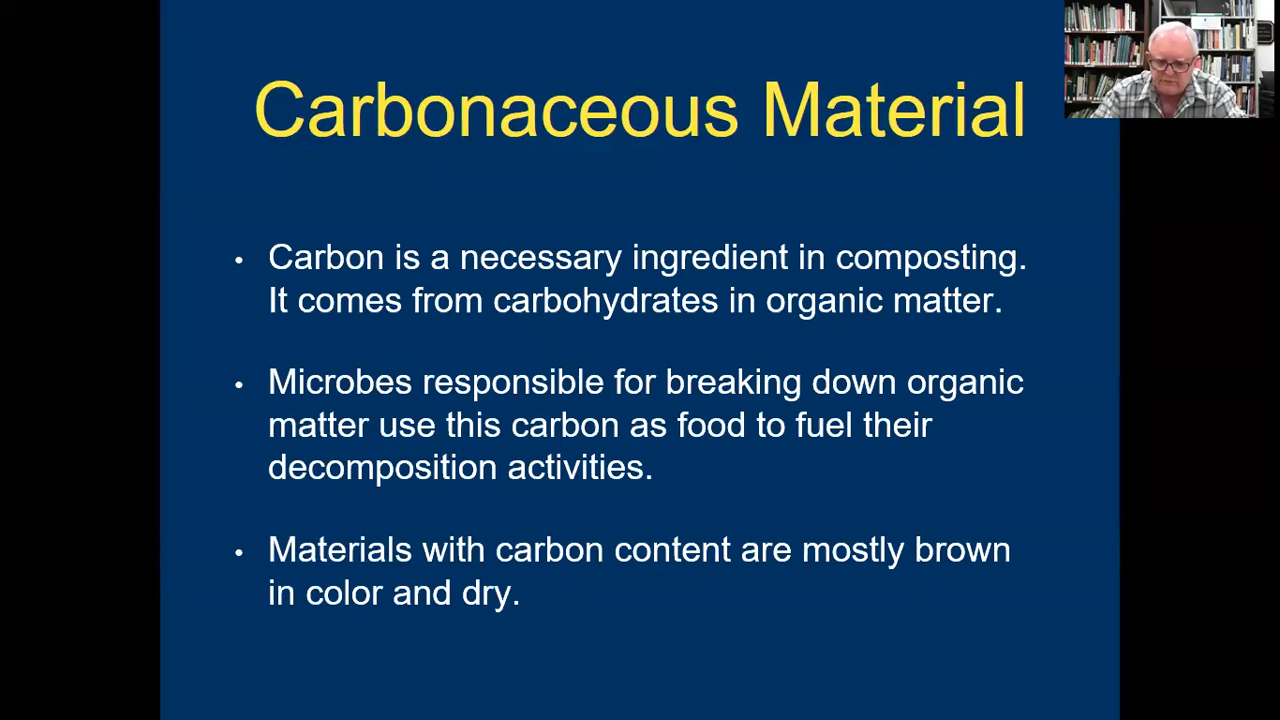 Carbonaceous Material
• Carbon is a necessary ingredient in composting.
It comes from carbohydrates in organic matter.
• Microbes responsible for breaking down organic
matter use this carbon as food to fuel their
decomposition activities.
• Materials with carbon content are mostly brown
in color and dry.